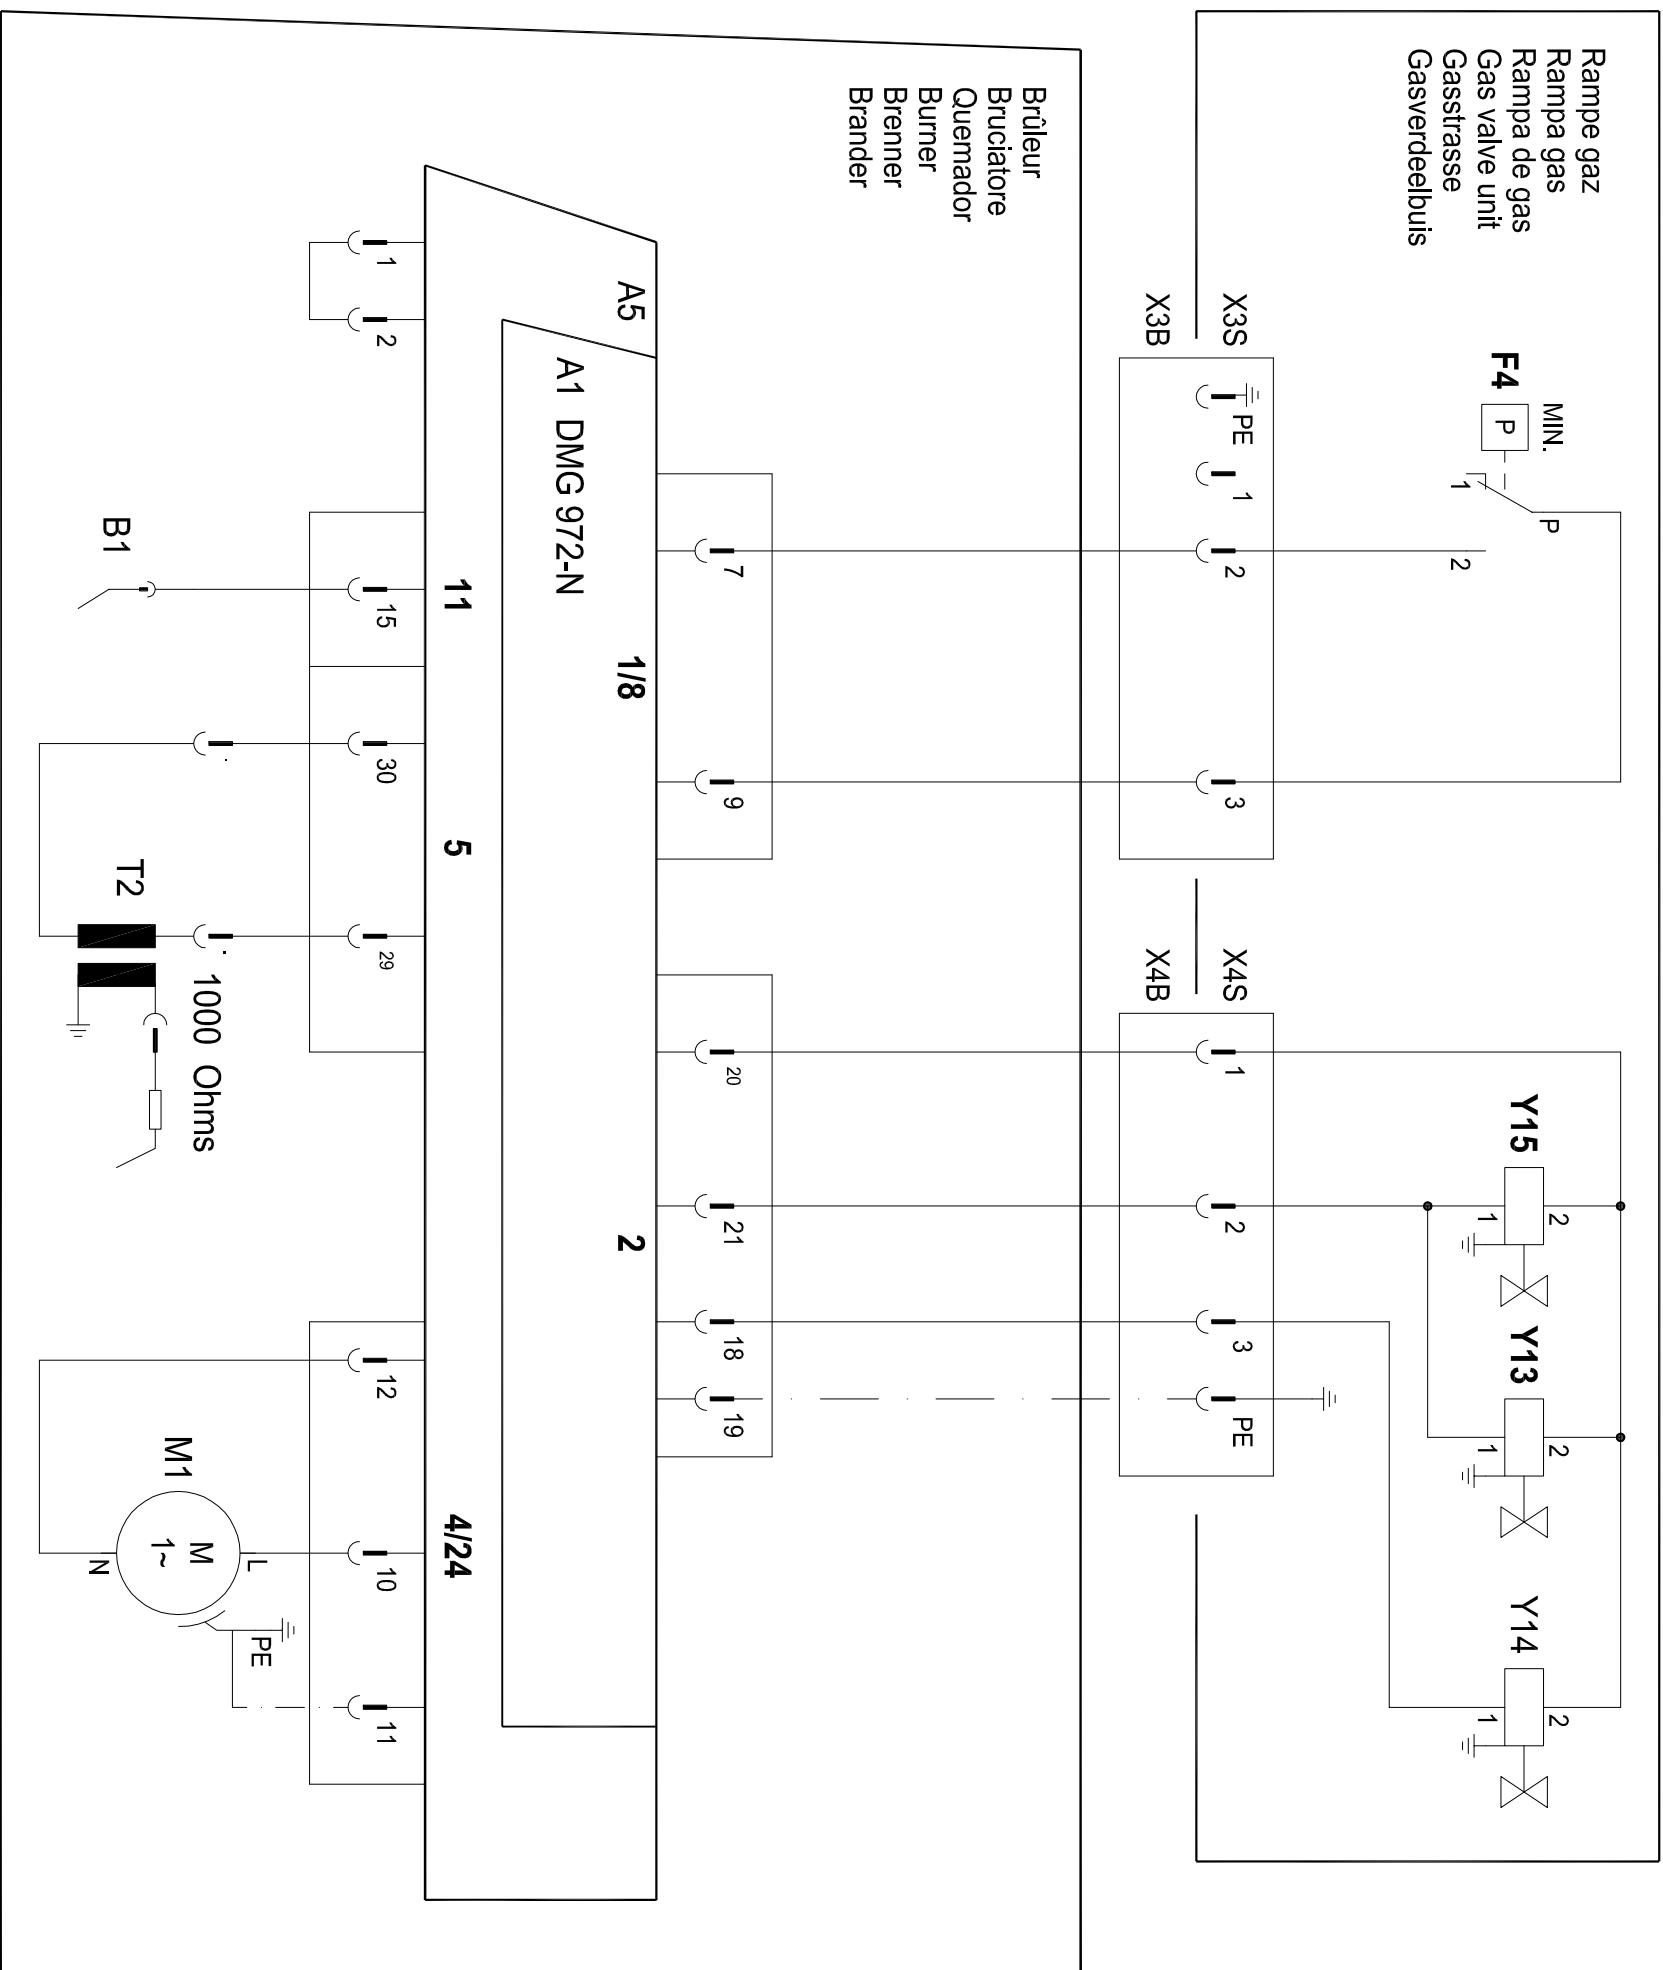 Rampe gaz
Rampa gas
Rampa de gas
Gas valve unit
Gasstrasse
Gasverdeelbuis
MIN.
F4
P
P
1
2
Y15
2
1
Y13
2
1
Y14
2
1
X3S
X3B
PE
1
2
3
X4S
X4B
1
2
3
PE
Brûleur
Bruciatore
Quemador
Burner
Brenner
Brander
7
9
20
21
18
19
A5
1/8
2
A1 DMG 972-N
11
5
4/24
1
2
15
30
29
12
10
11
B1
T2
1000 Ohms
M1
M
1~
L
N
PE